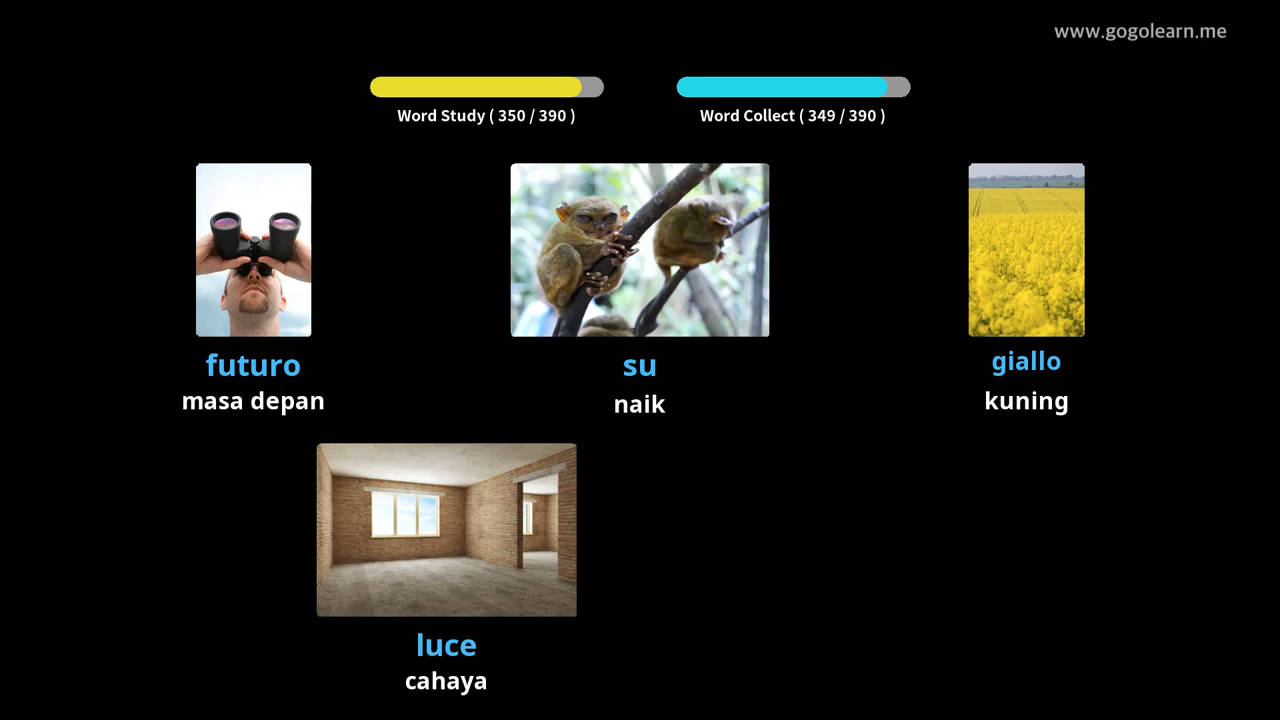 www.gogolearn.me
Word Study ( 350 / 390 )
Word Collect ( 349 / 390 )
futuro
masa depan
su
naik
giallo
kuning
luce
cahaya